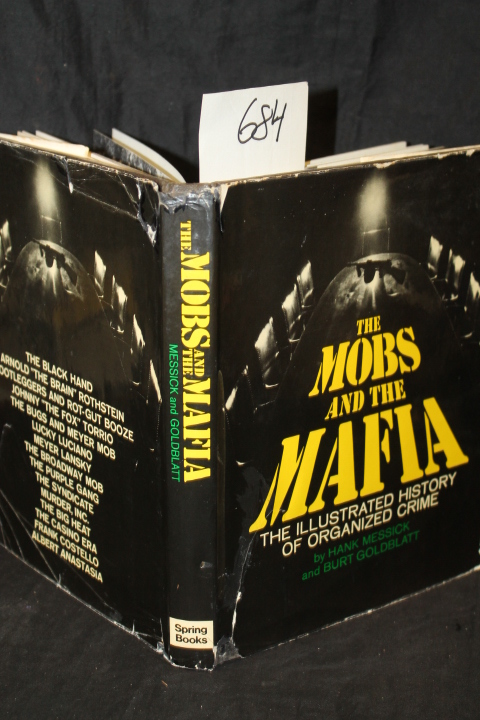 684
THE BLACK HAND
ARNOLD "THE BRAIN" ROTHSTEIN
BOOTLEGGERS AND ROT-GUT BOOZE
JOHNNY "THE FOX" TORRIO
THE BUGS AND MEYER MOB
LUCKY LUCIANO
MEYER LANSKY
THE BROADWAY MOB
THE PURPLE GANG
THE SYNDICATE
MURDER, INC.
THE BIG HEAT
THE CASINO ERA
FRANK COSTELLO
ALBERT ANASTASIA
THE MOBS AND THE MAFIA
MESSICK and GOLDBLATT
Spring
Books
THE
MOBS
AND THE
MAFIA
THE ILLUSTRATED HISTORY
OF ORGANIZED CRIME
by HANK MESSICK
and BURT GOLDBLATT